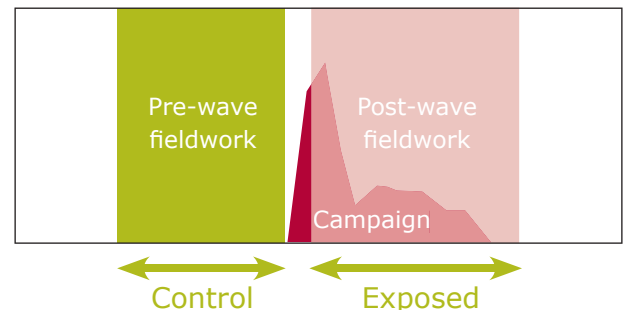 Pre-wave
fieldwork
Post-wave
fieldwork
Campaign
Control
Exposed